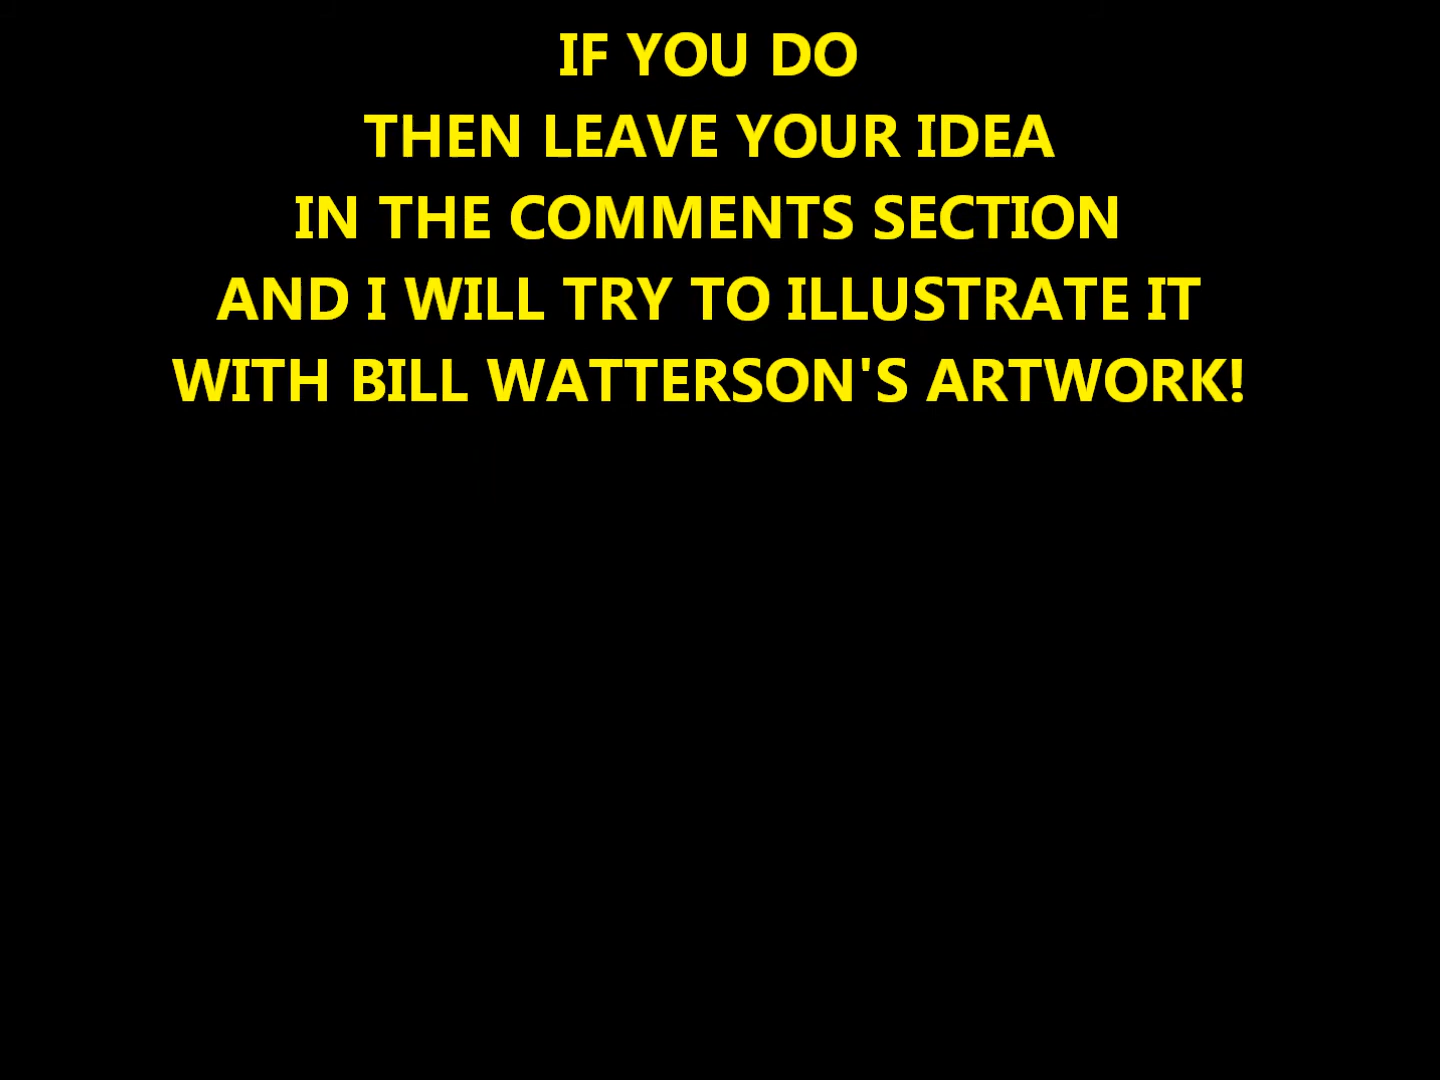 IF YOU DO
THEN LEAVE YOUR IDEA
IN THE COMMENTS SECTION
AND I WILL TRY TO ILLUSTRATE IT
WITH BILL WATTERSON'S ARTWORK!